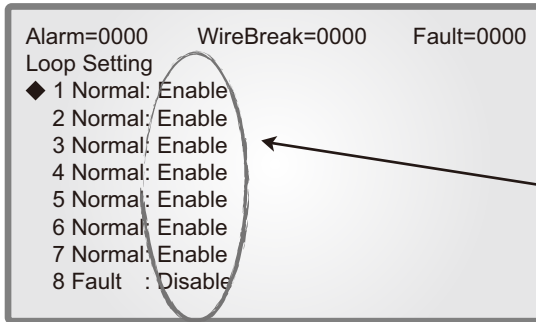 Alarm=0000 WireBreak=0000 Fault=0000
Loop Setting
◆ 1 Normal: Enable
2 Normal: Enable
3 Normal: Enable
4 Normal: Enable
5 Normal: Enable
6 Normal: Enable
7 Normal: Enable
8 Fault : Disable